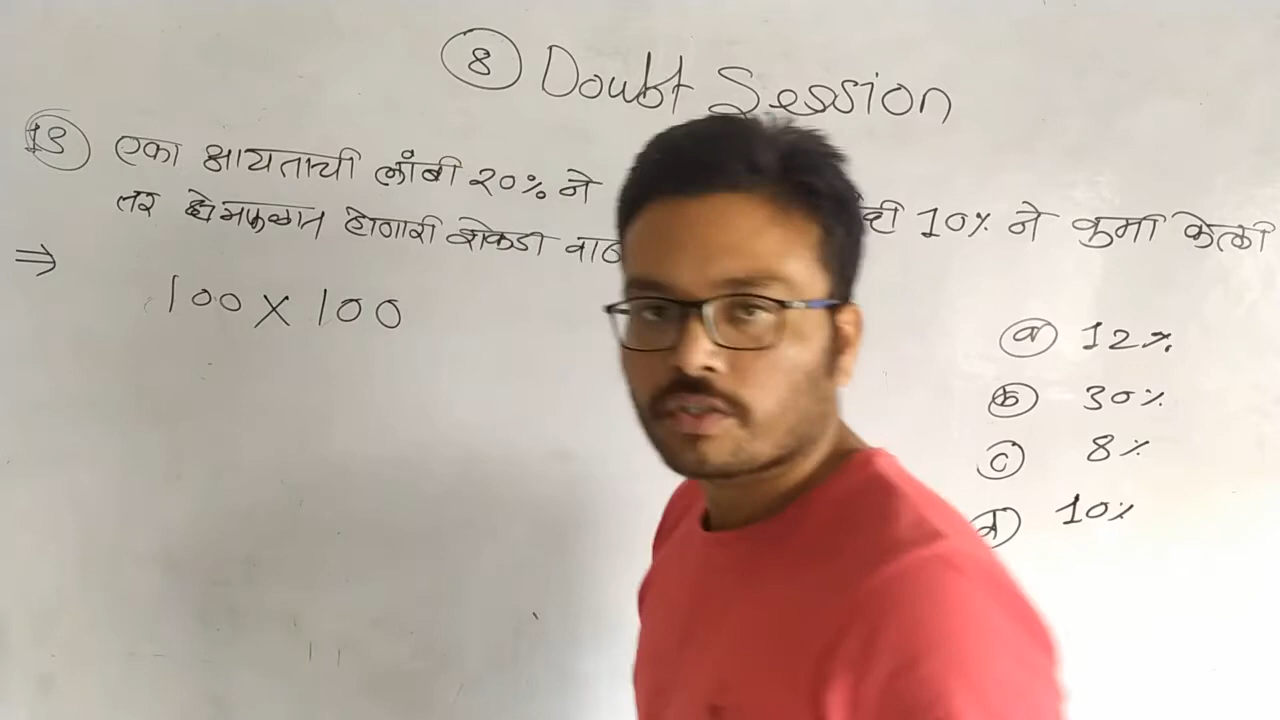 8 Doubt Session
13 एका आयताची लांबी 20% ने दी 10% ने कमी केली
तर क्षेत्रफळात होणारी शेकडा वाढ
⇒ 100 X 100
a 12%
b 30%
c 8%
d 10%